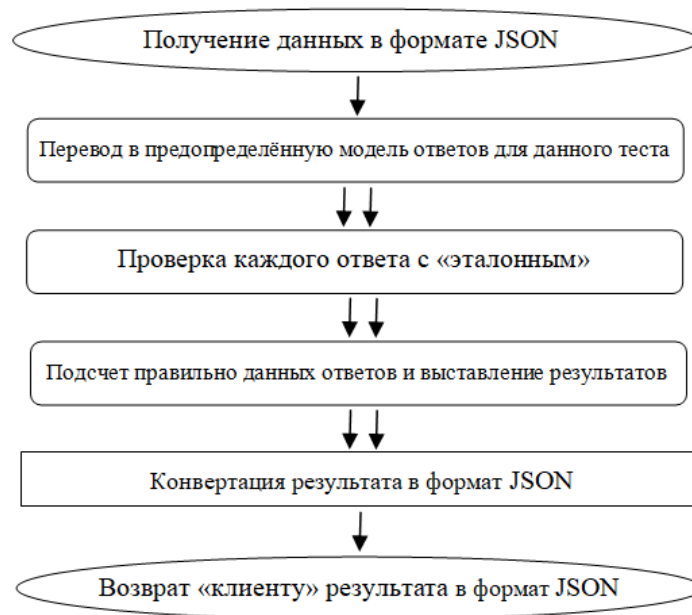 Получение данных в формате JSON
Перевод в предопределённую модель ответов для данного теста
Проверка каждого ответа с «эталонным»
Подсчет правильно данных ответов и выставление результатов
Конвертация результата в формат JSON
Возврат «клиенту» результата в формат JSON